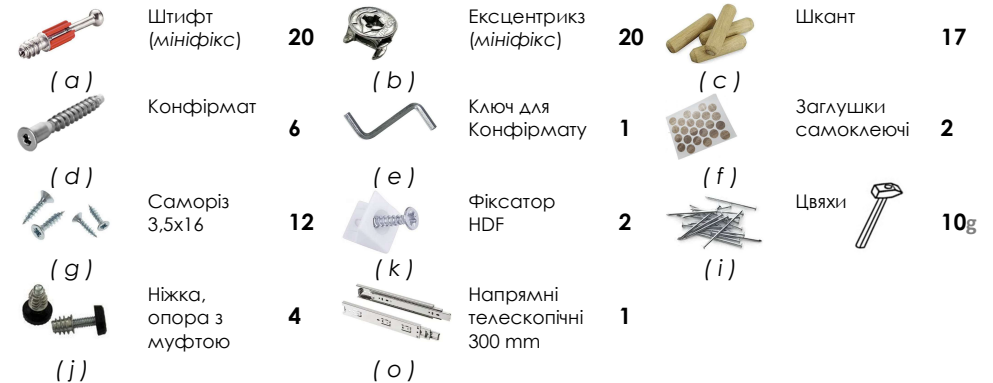 Штифт
(мініфікс)
20
( a )
Ексцентрикз
(мініфікс)
20
( b )
Шкант
17
( c )
Конфірмат
6
( d )
Ключ для
Конфірмату
1
( e )
Заглушки
самоклеючі
2
( f )
Саморіз
3,5x16
12
( g )
Фіксатор
HDF
2
( k )
Цвяхи
10g
( i )
Ніжка,
опора з
муфтою
4
( j )
Напрямні
телескопічні
300 mm
1
( o )